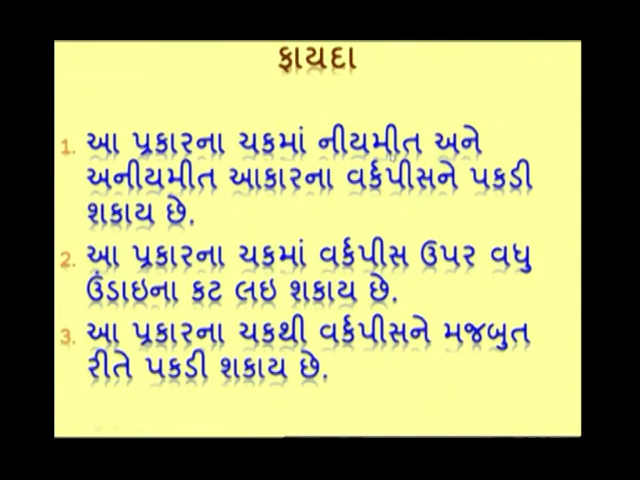 ફાયદા
1. આ પ્રકારના ચકમાં નીયમીત અને
અનીયમીત આકારના વર્કપીસને પકડી
શકાય છે.
2. આ પ્રકારના ચકમાં વર્કપીસ ઉપર વધુ
ઉંડાઇના કટ લઇ શકાય છે.
3. આ પ્રકારના ચકથી વર્કપીસને મજબુત
રીતે પકડી શકાય છે.